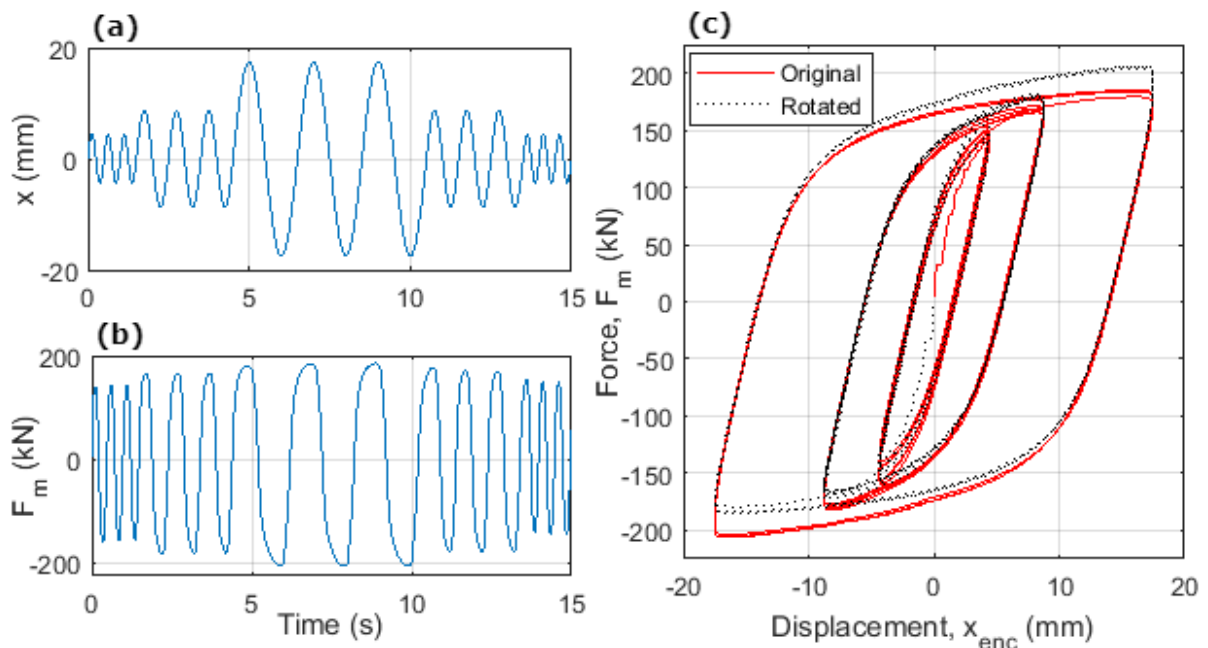 (a)
20
0
-20
x (mm)
0
5
10
15
(b)
200
0
-200
F_m (kN)
0
5
10
15
Time (s)
(c)
Original
Rotated
200
150
100
50
0
-50
-100
-150
-200
Force, F_m (kN)
-20
-10
0
10
20
Displacement, x_enc (mm)